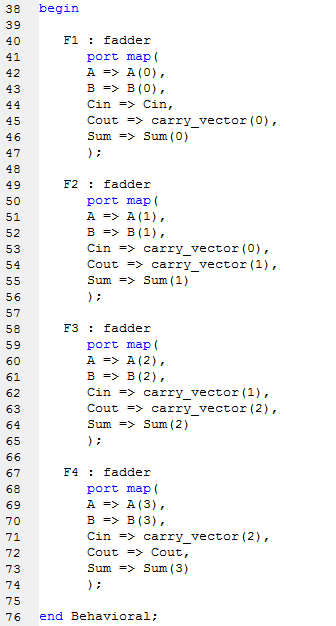 38 begin
39
40 F1 : fadder
41 port map(
42 A => A(0),
43 B => B(0),
44 Cin => Cin,
45 Cout => carry_vector(0),
46 Sum => Sum(0)
47 );
48
49 F2 : fadder
50 port map(
51 A => A(1),
52 B => B(1),
53 Cin => carry_vector(0),
54 Cout => carry_vector(1),
55 Sum => Sum(1)
56 );
57
58 F3 : fadder
59 port map(
60 A => A(2),
61 B => B(2),
62 Cin => carry_vector(1),
63 Cout => carry_vector(2),
64 Sum => Sum(2)
65 );
66
67 F4 : fadder
68 port map(
69 A => A(3),
70 B => B(3),
71 Cin => carry_vector(2),
72 Cout => Cout,
73 Sum => Sum(3)
74 );
75
76 end Behavioral;